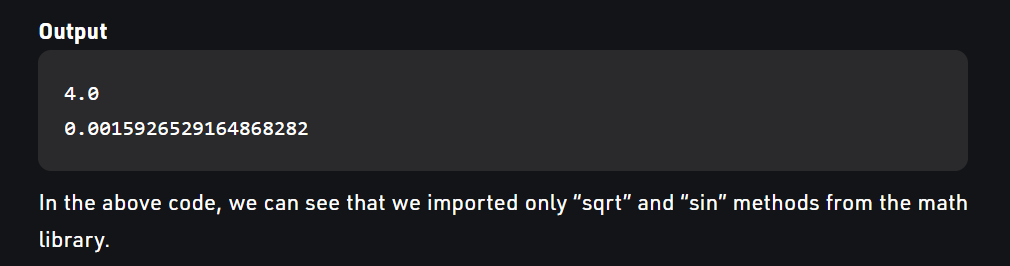 Output
4.0
0.0015926529164868282
In the above code, we can see that we imported only “sqrt” and “sin” methods from the math
library.